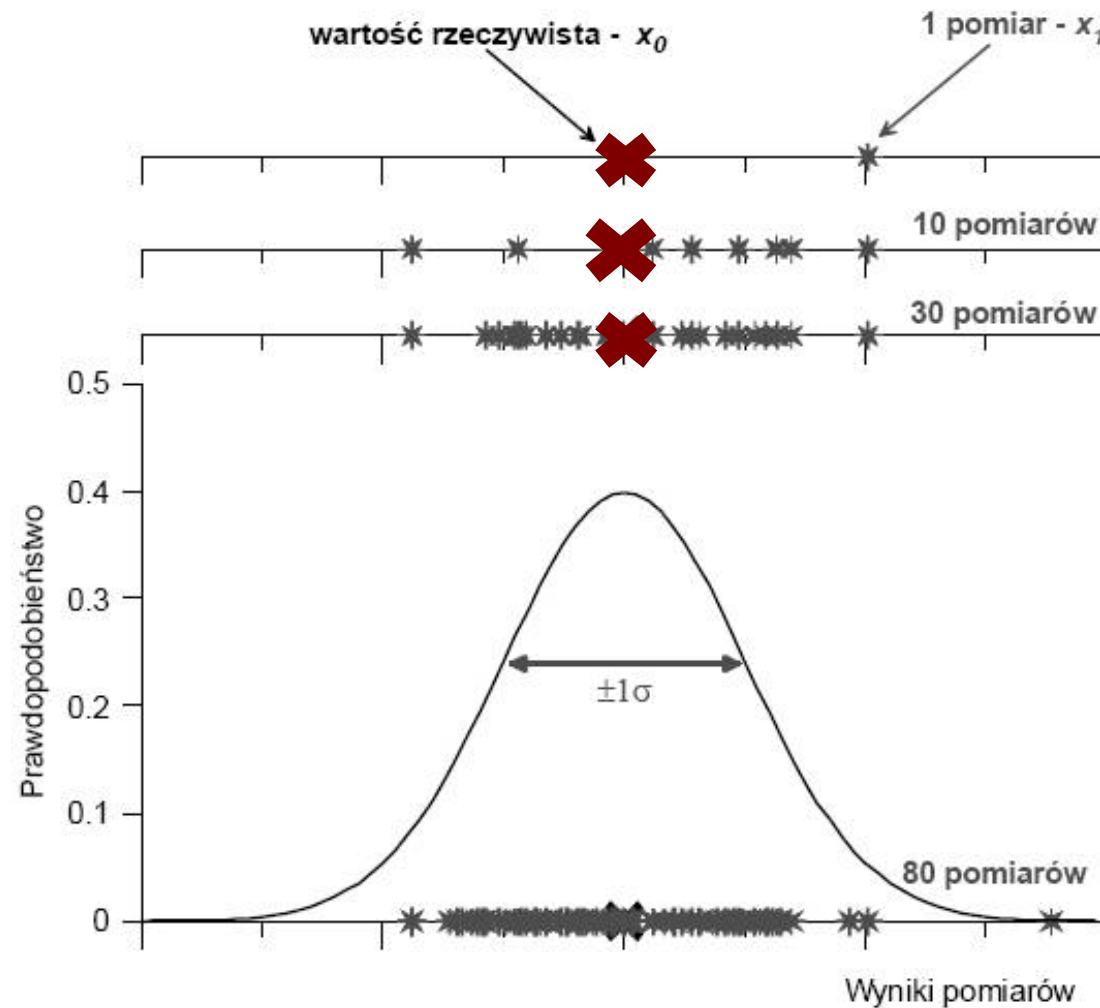 wartość rzeczywista - x₀
1 pomiar - x₁
10 pomiarów
30 pomiarów
0.5
0.4
0.3
0.2
0.1
0
Prawdopodobieństwo
±1σ
80 pomiarów
Wyniki pomiarów